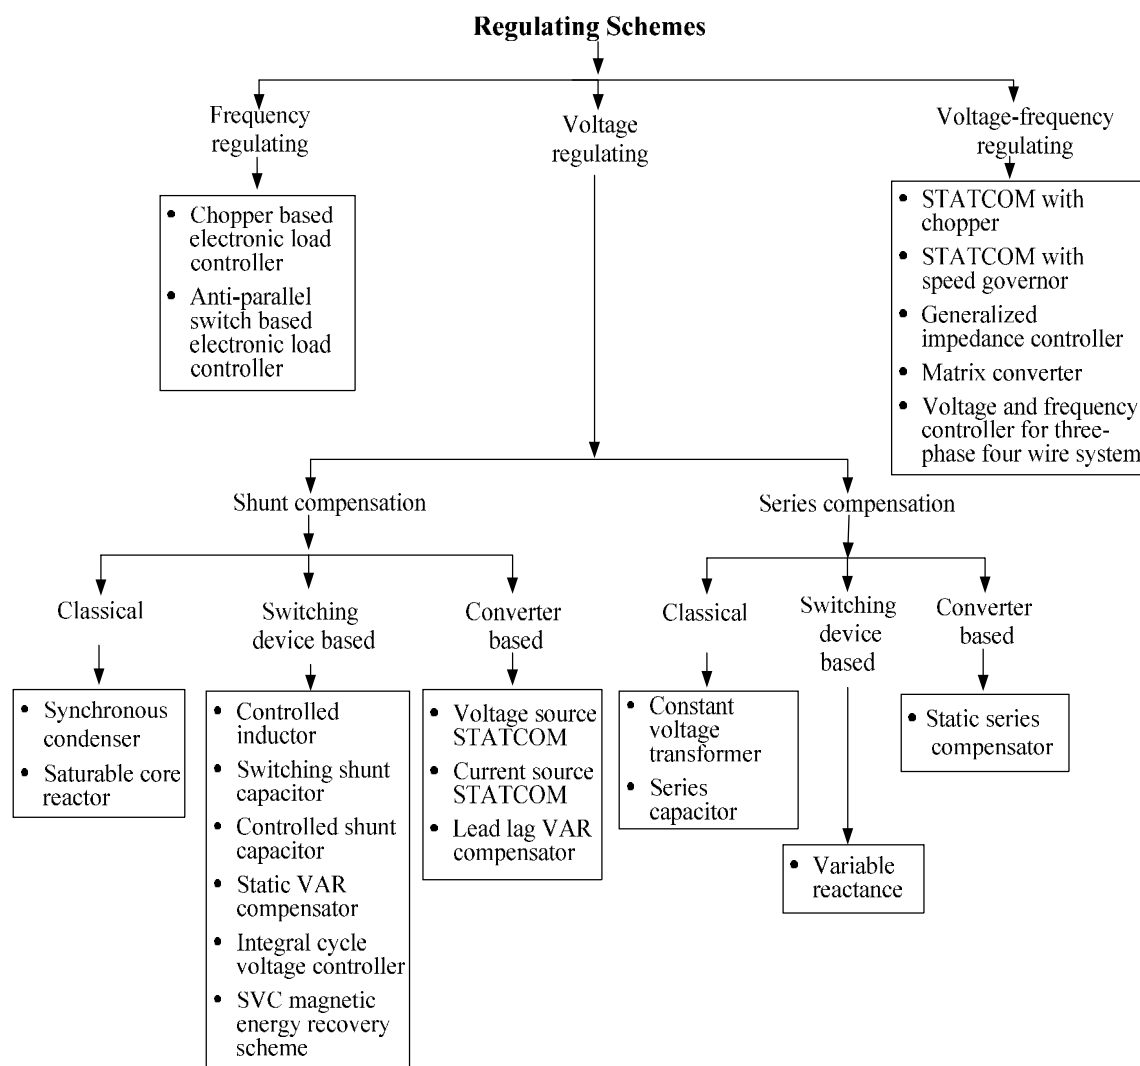 Regulating Schemes
Frequency
regulating
Voltage
regulating
Voltage-frequency
regulating
• Chopper based
electronic load
controller
• Anti-parallel
switch based
electronic load
controller
• STATCOM with
chopper
• STATCOM with
speed governor
• Generalized
impedance controller
• Matrix converter
• Voltage and frequency
controller for three-
phase four wire system
Shunt compensation
Series compensation
Classical
Switching
device based
Converter
based
Classical
Switching
device
based
Converter
based
• Synchronous
condenser
• Saturable core
reactor
• Controlled
inductor
• Switching shunt
capacitor
• Controlled shunt
capacitor
• Static VAR
compensator
• Integral cycle
voltage controller
• SVC magnetic
energy recovery
scheme
• Voltage source
STATCOM
• Current source
STATCOM
• Lead lag VAR
compensator
• Constant
voltage
transformer
• Series
capacitor
• Variable
reactance
• Static series
compensator